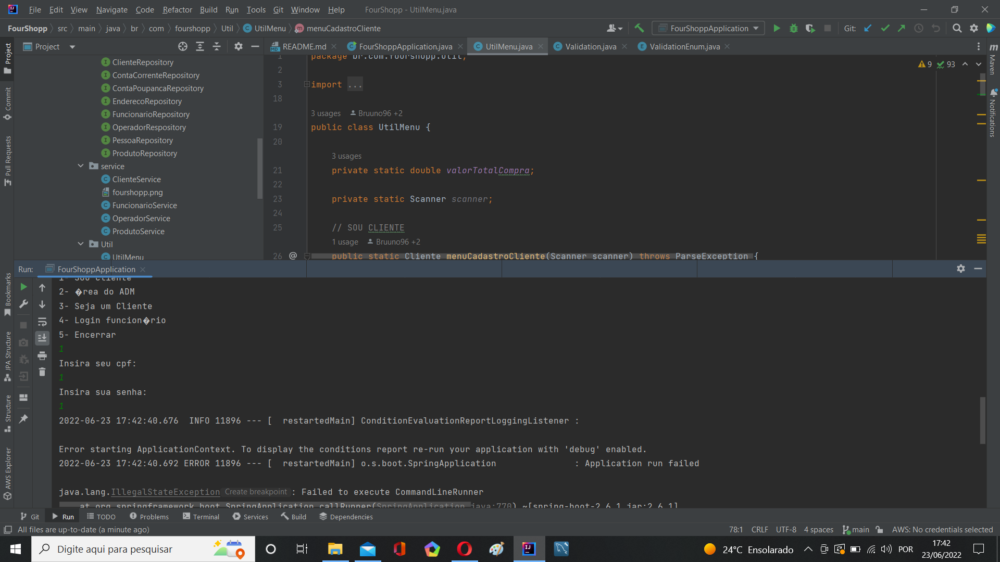 File Edit View Navigate Code Refactor Build Run Tools Git Window Help FourShopp - UtilMenu.java
FourShopp src main java br com fourshopp Util UtilMenu menuCadastroCliente FourShoppApplication Git:
Project
README.md FourShoppApplication.java UtilMenu.java Validation.java ValidationEnum.java
Project
Commit
Pull Requests
Bookmarks
JPA Structure
Structure
AWS Explorer
Maven
Notifications
ClienteRepository
ContaCorrenteRepository
ContaPoupancaRepository
EnderecoRepository
FuncionarioRepository
OperadorRespository
PessoaRepository
ProdutoRepository
service
ClienteService
fourshopp.png
FuncionarioService
OperadorService
ProdutoService
Util
UtilMenu
9 93
1 package br.com.fourshopp.Util;
2
3 import ...
18
3 usages Bruuno96 +2
19 public class UtilMenu {
20
3 usages
21 private static double valorTotalCompra;
22
23 private static Scanner scanner;
24
25 // SOU CLIENTE
1 usage Bruuno96 +2
26 @ public static Cliente menuCadastroCliente(Scanner scanner) throws ParseException {
Run: FourShoppApplication
1- Sou cliente
2- �rea do ADM
3- Seja um Cliente
4- Login funcion�rio
5- Encerrar
1
Insira seu cpf:
1
Insira sua senha:
1
2022-06-23 17:42:40.676  INFO 11896 --- [  restartedMain] ConditionEvaluationReportLoggingListener :
Error starting ApplicationContext. To display the conditions report re-run your application with 'debug' enabled.
2022-06-23 17:42:40.692 ERROR 11896 --- [  restartedMain] o.s.boot.SpringApplication               : Application run failed
java.lang.IllegalStateException Create breakpoint : Failed to execute CommandLineRunner
at org.springframework.boot.SpringApplication.callRunner(SpringApplication.java:770) ~[spring-boot-2.6.1.jar:2.6.1]
Git Run TODO Problems Terminal Services Build Dependencies
All files are up-to-date (a minute ago) 78:1 CRLF UTF-8 4 spaces main AWS: No credentials selected
Digite aqui para pesquisar 24°C Ensolarado POR 17:42
23/06/2022